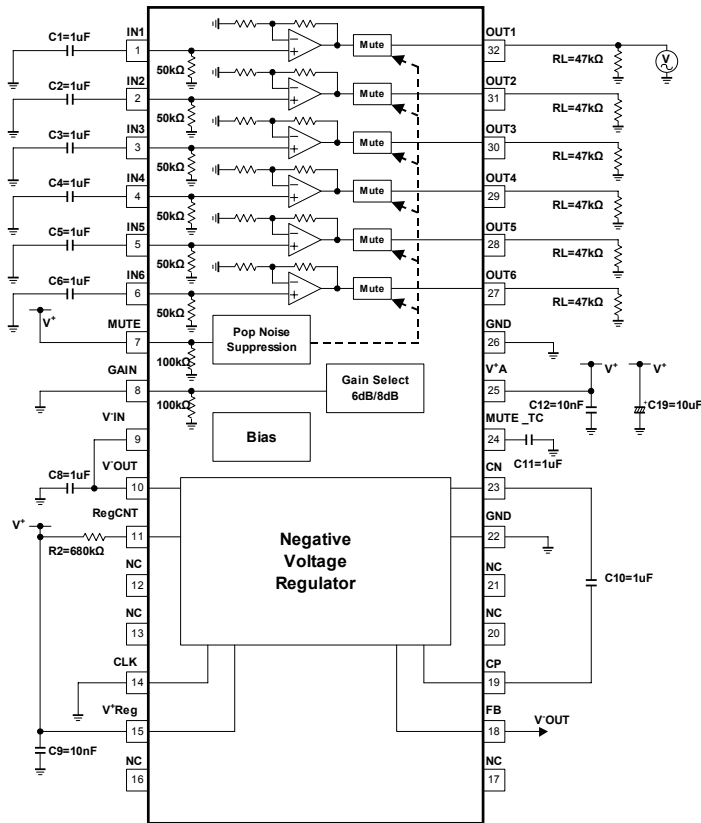 C1=1uF IN1 1 50kΩ Mute OUT1 32 RL=47kΩ V
C2=1uF IN2 2 50kΩ Mute OUT2 31 RL=47kΩ
C3=1uF IN3 3 50kΩ Mute OUT3 30 RL=47kΩ
C4=1uF IN4 4 50kΩ Mute OUT4 29 RL=47kΩ
C5=1uF IN5 5 50kΩ Mute OUT5 28 RL=47kΩ
C6=1uF IN6 6 50kΩ Mute OUT6 27 RL=47kΩ
V+ MUTE 7 100kΩ Pop Noise
Suppression
GND 26
GAIN 8 100kΩ Gain Select
6dB/8dB
V+A 25 V+ V+
C12=10nF +C19=10uF
V-IN 9 Bias MUTE_TC 24 C11=1uF
C8=1uF V-OUT 10 CN 23
V+ RegCNT 11 R2=680kΩ GND 22
Negative
Voltage
Regulator
NC 12 NC 21 C10=1uF
NC 13 NC 20
CLK 14 CP 19
V+Reg 15 FB 18 V-OUT
C9=10nF
NC 16 NC 17